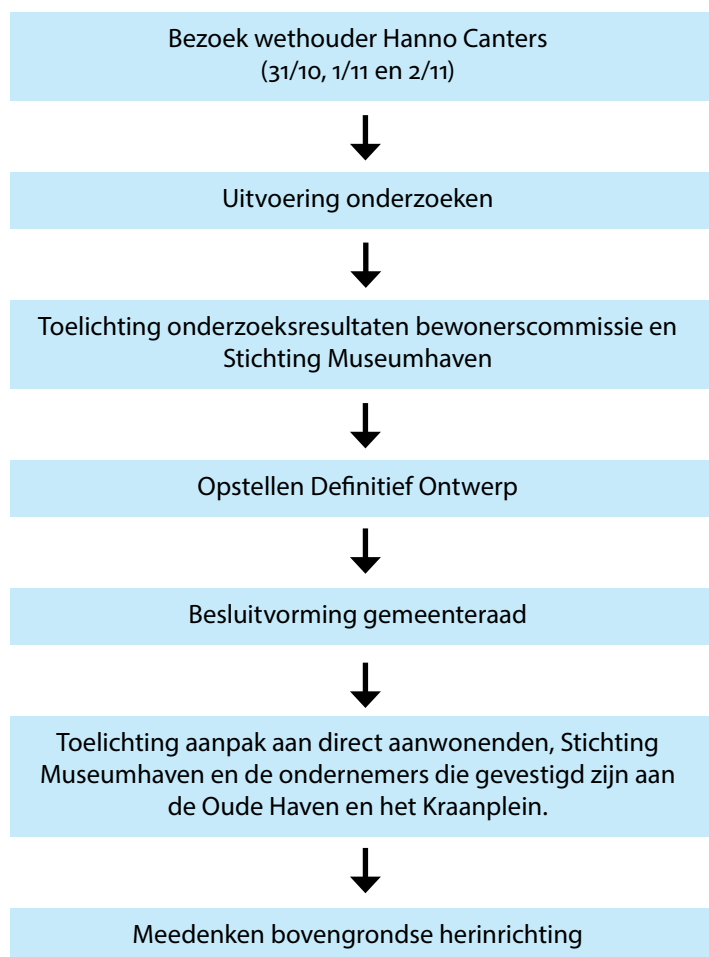 Bezoek wethouder Hanno Canters
(31/10, 1/11 en 2/11)
Uitvoering onderzoeken
Toelichting onderzoeksresultaten bewonerscommissie en
Stichting Museumhaven
Opstellen Definitief Ontwerp
Besluitvorming gemeenteraad
Toelichting aanpak aan direct aanwonenden, Stichting
Museumhaven en de ondernemers die gevestigd zijn aan
de Oude Haven en het Kraanplein.
Meedenken bovengrondse herinrichting